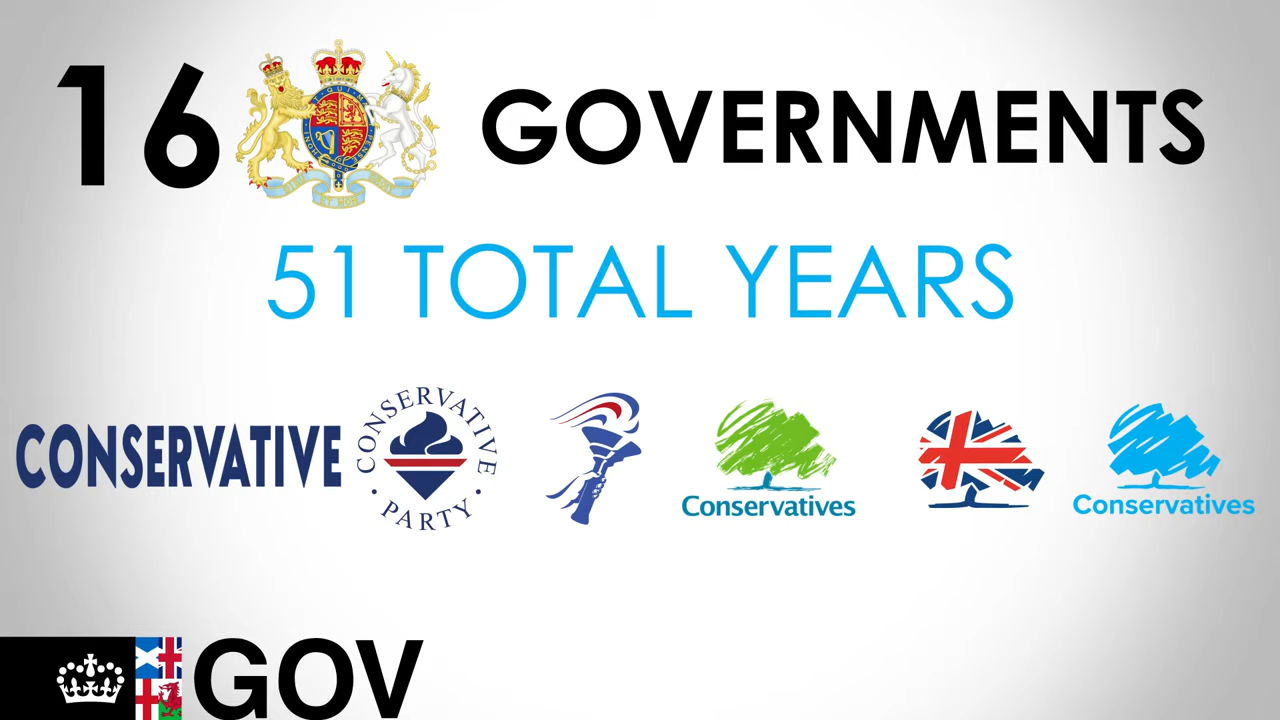 16 GOVERNMENTS
51 TOTAL YEARS
CONSERVATIVE
CONSERVATIVE
PARTY
Conservatives
Conservatives
GOV